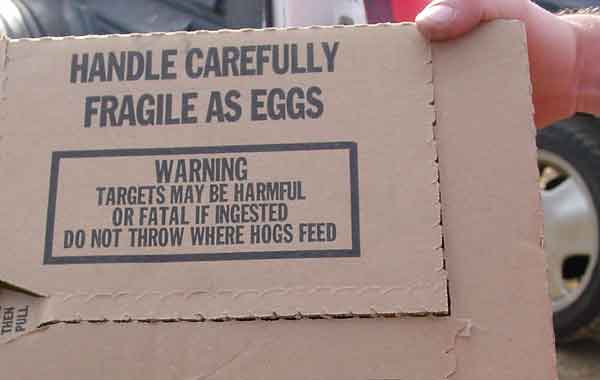 HANDLE CAREFULLY
FRAGILE AS EGGS
WARNING
TARGETS MAY BE HARMFUL
OR FATAL IF INGESTED
DO NOT THROW WHERE HOGS FEED
THEN
PULL